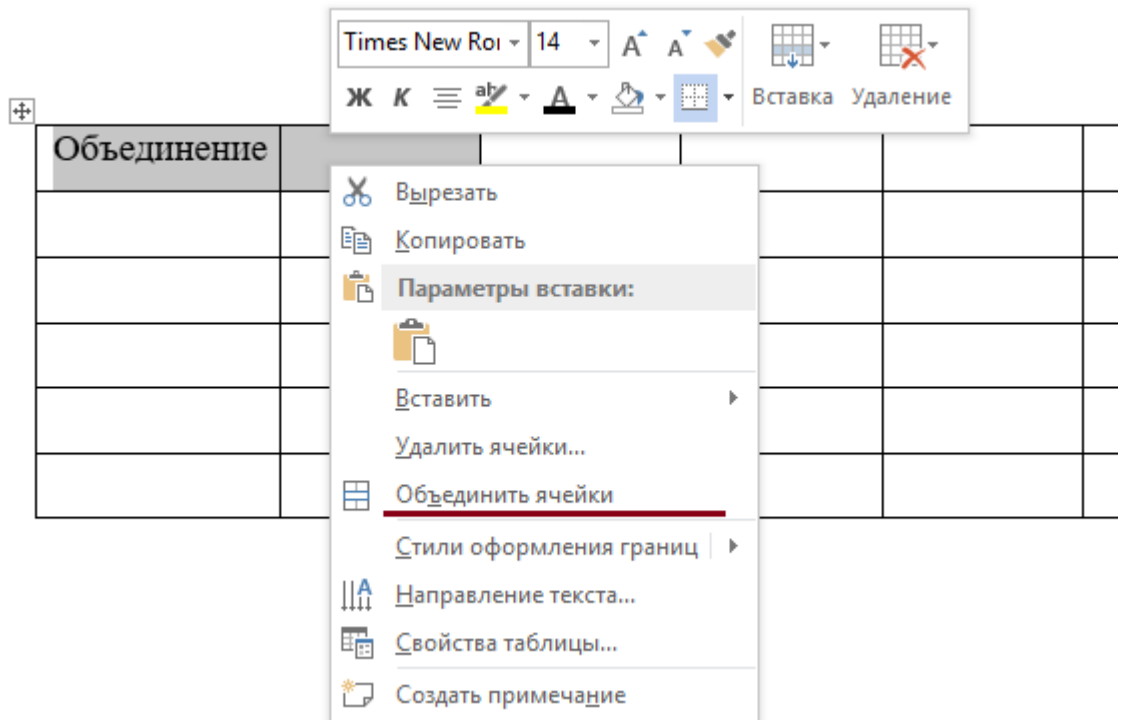 Times New Roı 14
Ж К Вставка Удаление
Объединение
Вырезать
Копировать
Параметры вставки:
Вставить
Удалить ячейки...
Объединить ячейки
Стили оформления границ
Направление текста...
Свойства таблицы...
Создать примечание